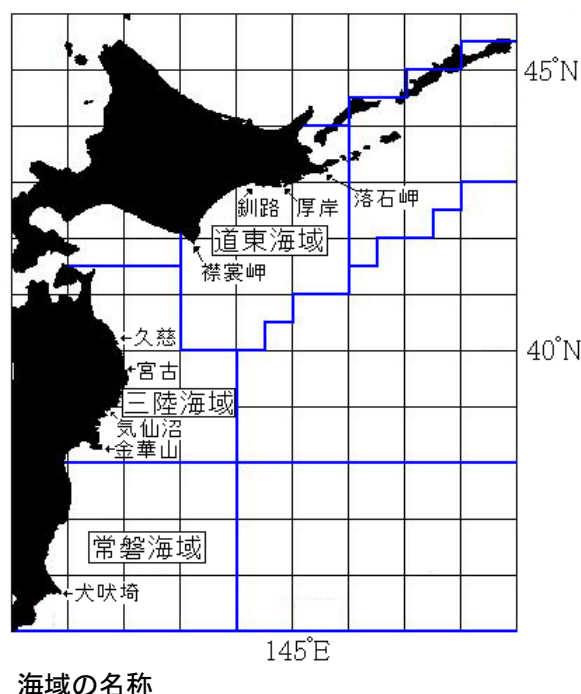 45°N
落石岬
釧路
厚岸
道東海域
襟裳岬
←久慈
40°N
←宮古
三陸海域
気仙沼
←金華山
常磐海域
←犬吠埼
145°E
海域の名称